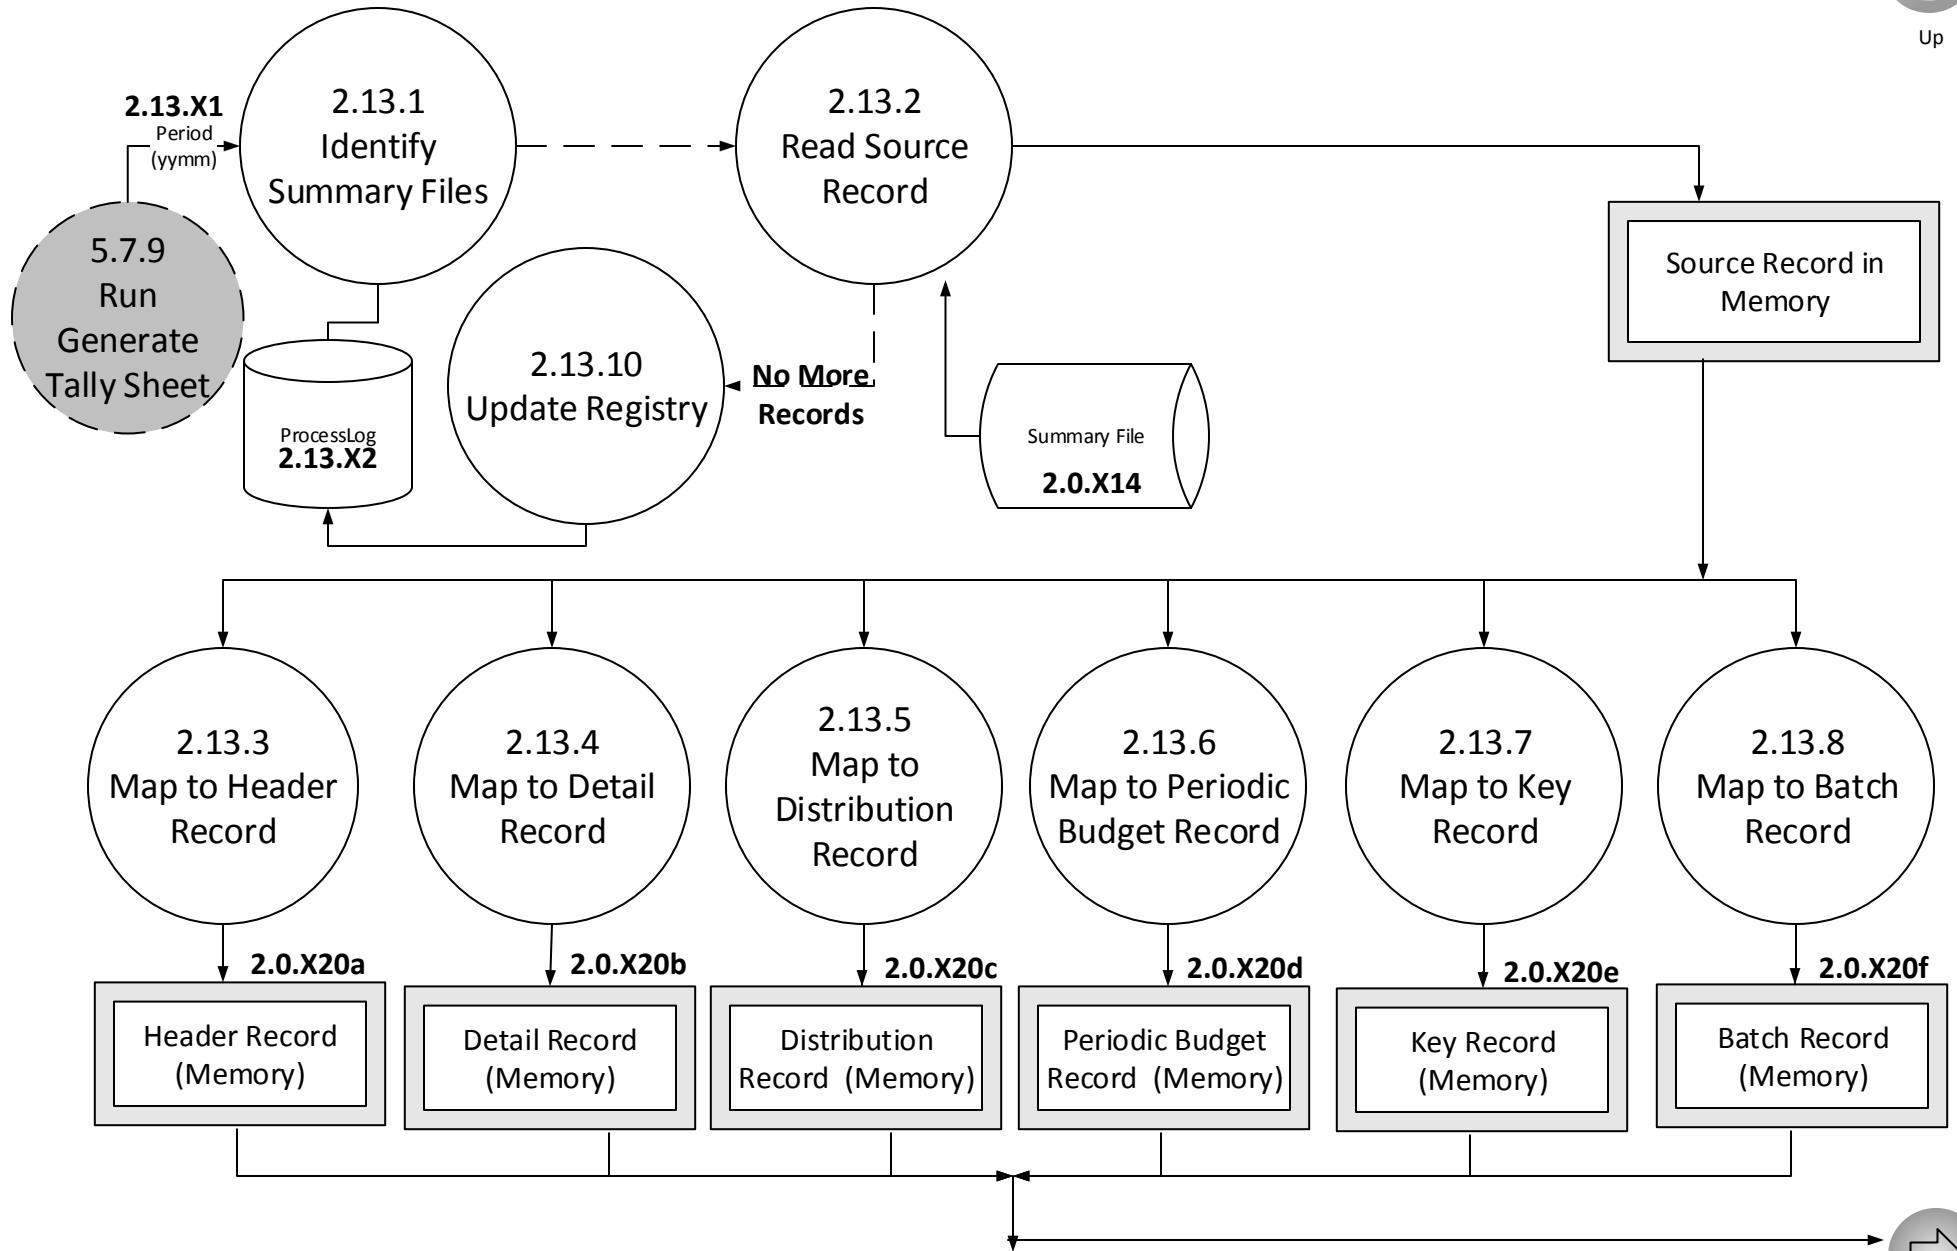 Up
2.13.X1
Period
(yymm)
2.13.1
Identify
Summary Files
2.13.2
Read Source
Record
5.7.9
Run
Generate
Tally Sheet
Source Record in
Memory
2.13.10
Update Registry
No More
Records
ProcessLog
2.13.X2
Summary File
2.0.X14
2.13.3
Map to Header
Record
2.13.4
Map to Detail
Record
2.13.5
Map to
Distribution
Record
2.13.6
Map to Periodic
Budget Record
2.13.7
Map to Key
Record
2.13.8
Map to Batch
Record
2.0.X20a
2.0.X20b
2.0.X20c
2.0.X20d
2.0.X20e
2.0.X20f
Header Record
(Memory)
Detail Record
(Memory)
Distribution
Record (Memory)
Periodic Budget
Record (Memory)
Key Record
(Memory)
Batch Record
(Memory)